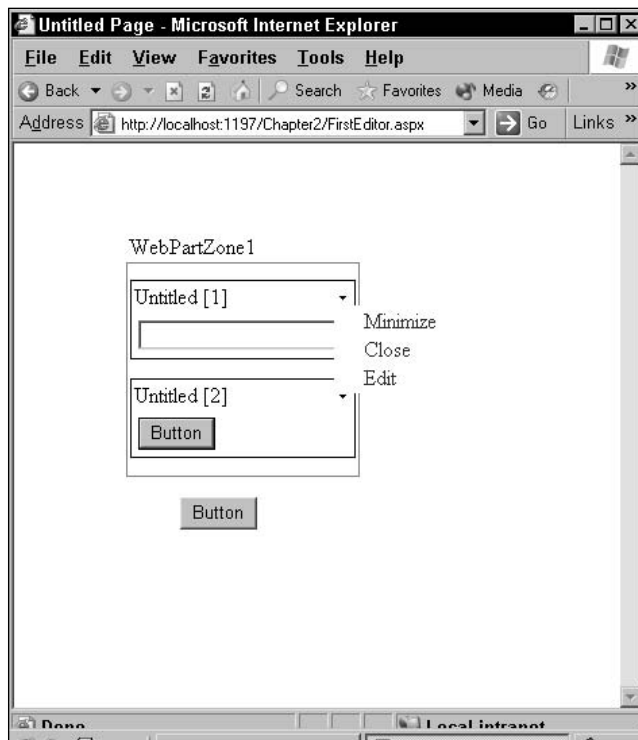 Untitled Page - Microsoft Internet Explorer
File Edit View Favorites Tools Help
Back Search Favorites Media »
Address http://localhost:1197/Chapter2/FirstEditor.aspx Go Links »
WebPartZone1
Untitled [1]
Minimize
Close
Edit
Untitled [2]
Button
Button
Done Local intranet